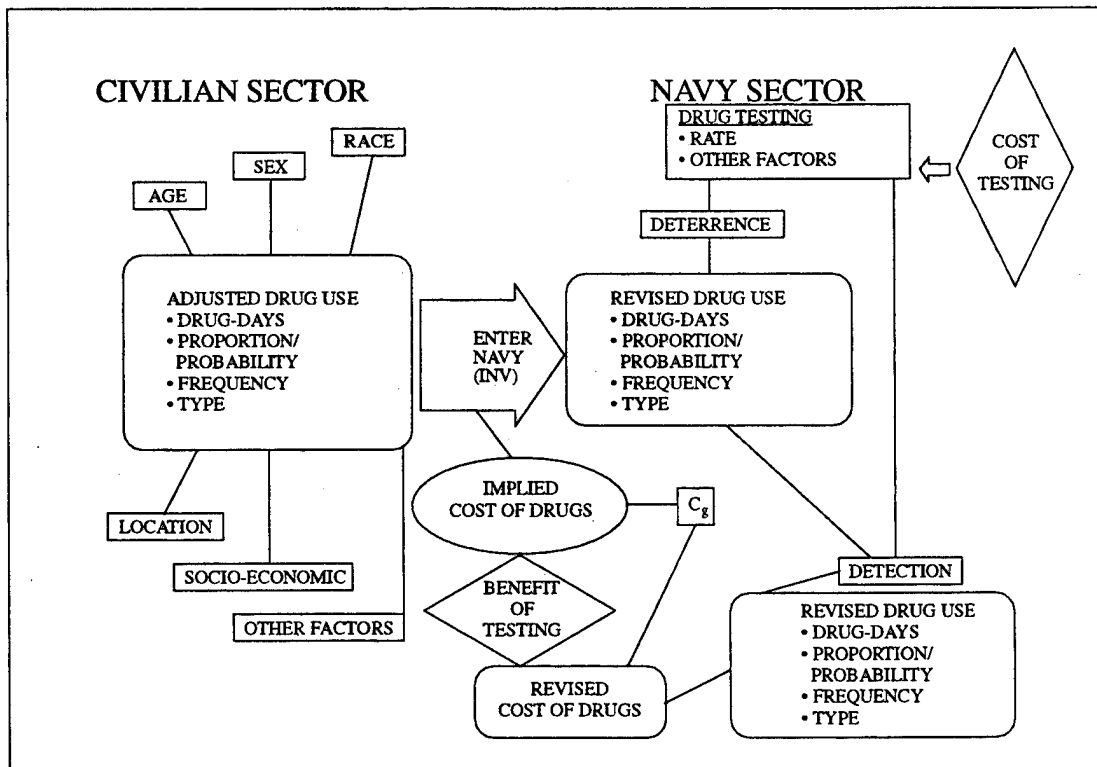 CIVILIAN SECTOR
NAVY SECTOR
RACE
SEX
AGE
ADJUSTED DRUG USE
• DRUG-DAYS
• PROPORTION/
PROBABILITY
• FREQUENCY
• TYPE
LOCATION
SOCIO-ECONOMIC
OTHER FACTORS
ENTER
NAVY
(INV)
DRUG TESTING
• RATE
• OTHER FACTORS
COST
OF
TESTING
DETERRENCE
REVISED DRUG USE
• DRUG-DAYS
• PROPORTION/
PROBABILITY
• FREQUENCY
• TYPE
IMPLIED
COST OF DRUGS
Cg
BENEFIT
OF
TESTING
REVISED
COST OF DRUGS
DETECTION
REVISED DRUG USE
• DRUG-DAYS
• PROPORTION/
PROBABILITY
• FREQUENCY
• TYPE